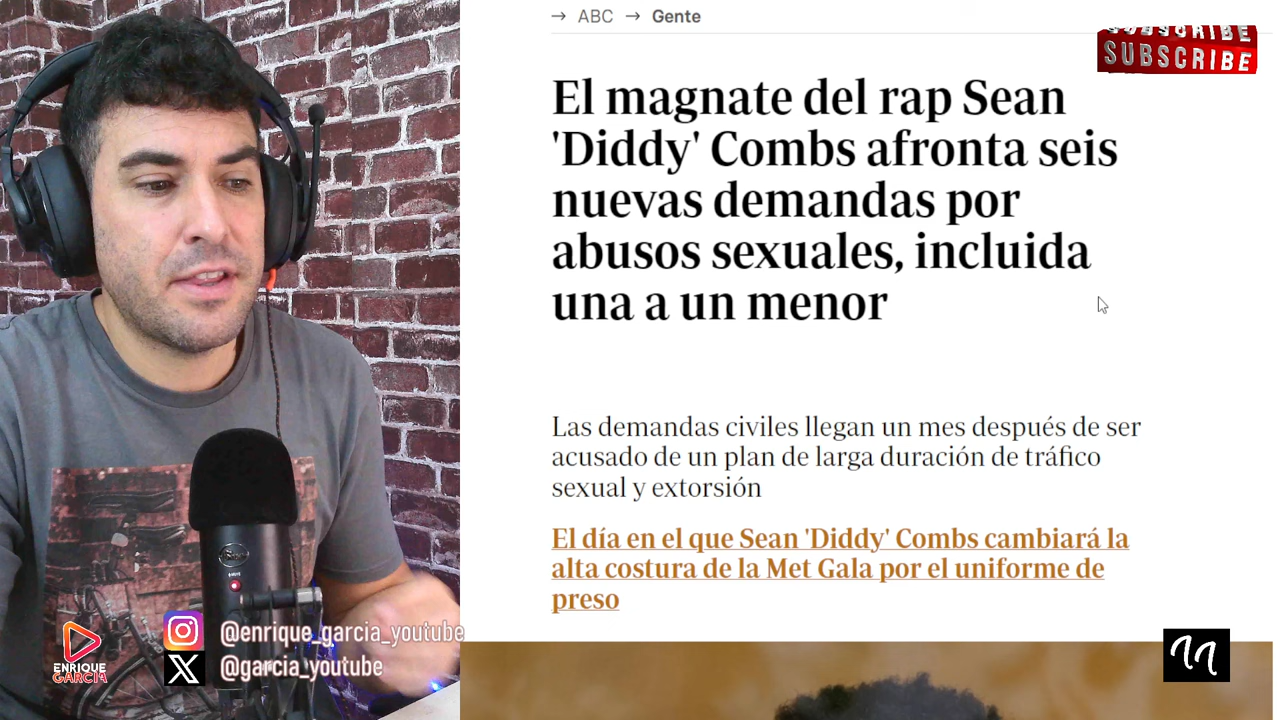 → ABC → Gente
SUBSCRIBE
SUBSCRIBE
El magnate del rap Sean
'Diddy' Combs afronta seis
nuevas demandas por
abusos sexuales, incluida
una a un menor
Las demandas civiles llegan un mes después de ser
acusado de un plan de larga duración de tráfico
sexual y extorsión
El día en el que Sean 'Diddy' Combs cambiará la
alta costura de la Met Gala por el uniforme de
preso
@enrique_garcia_youtube
@garcia_youtube
ENRIQUE
GARCIA